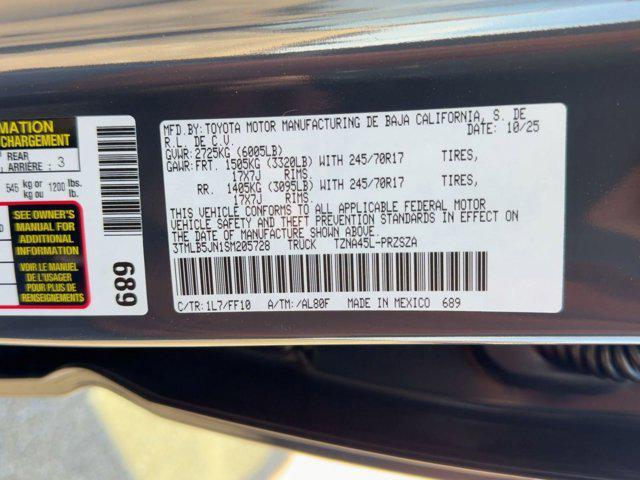 MATION
CHARGEMENT
REAR
ARRIÈRE : 3
545 kg or kg ou 1200 lbs. lb.
SEE OWNER'S
MANUAL FOR
ADDITIONAL
INFORMATION
VOIR LE MANUEL
DE L'USAGER
POUR PLUS DE
RENSEIGNEMENTS
689
MFD.BY: TOYOTA MOTOR MANUFACTURING DE BAJA CALIFORNIA, S. DE
R.L. DE C.V. DATE: 10/25
GVWR: 2725KG (6005LB)
GAWR: FRT. 1505KG (3320LB) WITH 245/70R17 TIRES,
17X7J RIMS,
RR. 1405KG (3095LB) WITH 245/70R17 TIRES,
17X7J RIMS.
THIS VEHICLE CONFORMS TO ALL APPLICABLE FEDERAL MOTOR
VEHICLE SAFETY AND THEFT PREVENTION STANDARDS IN EFFECT ON
THE DATE OF MANUFACTURE SHOWN ABOVE.
3TMLB5JN1SM205728 TRUCK TZNA45L-PRZSZA
C/TR: 1L7/FF10 A/TM: /AL80F MADE IN MEXICO 689